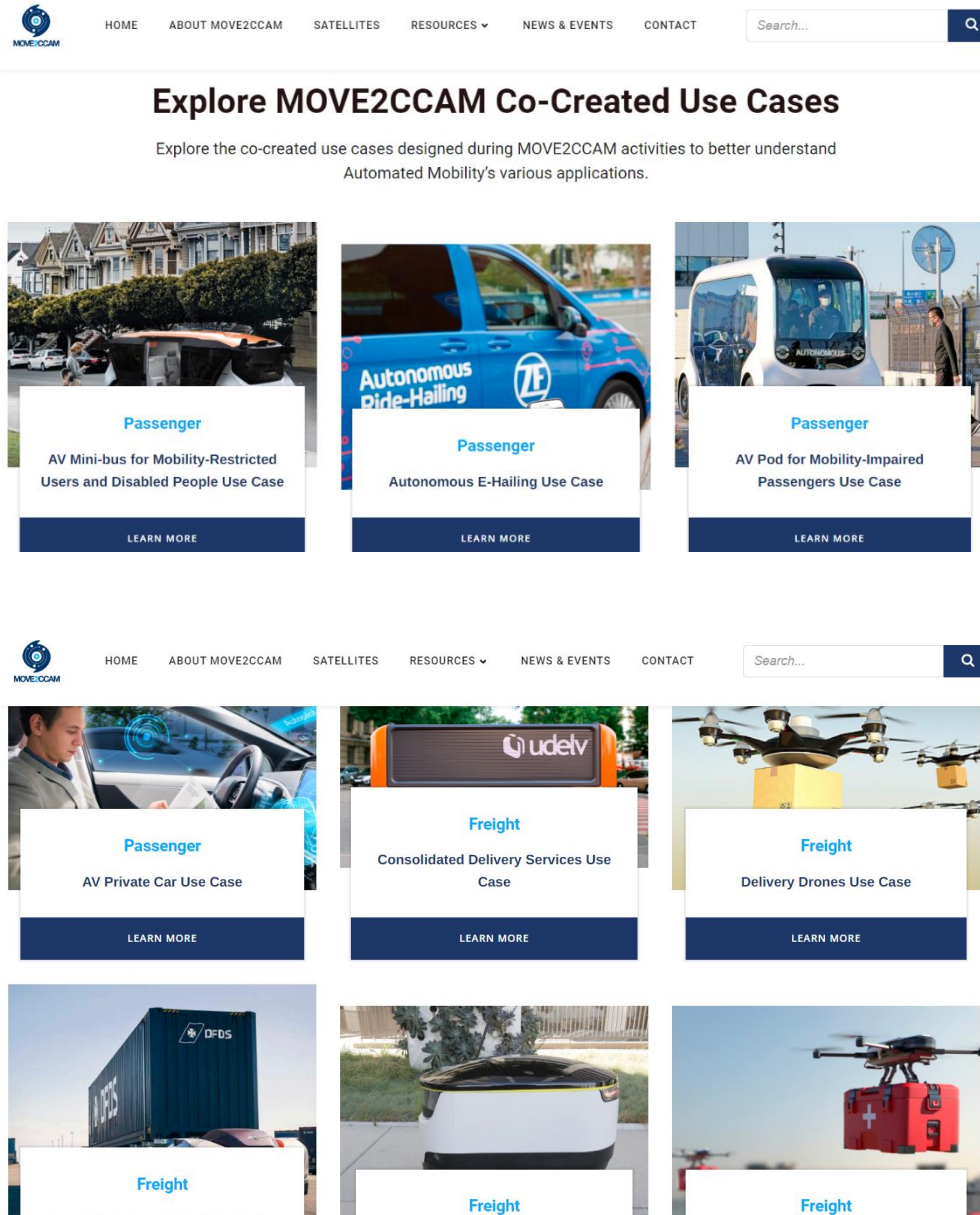 MOVE2CCAM
HOME
ABOUT MOVE2CCAM
SATELLITES
RESOURCES
NEWS & EVENTS
CONTACT
Search...
Explore MOVE2CCAM Co-Created Use Cases
Explore the co-created use cases designed during MOVE2CCAM activities to better understand
Automated Mobility's various applications.
Passenger
AV Mini-bus for Mobility-Restricted
Users and Disabled People Use Case
LEARN MORE
Autonomous
Ride-Hailing
ZF
Passenger
Autonomous E-Hailing Use Case
LEARN MORE
AUTONOMOUS
Passenger
AV Pod for Mobility-Impaired
Passengers Use Case
LEARN MORE
MOVE2CCAM
HOME
ABOUT MOVE2CCAM
SATELLITES
RESOURCES
NEWS & EVENTS
CONTACT
Search...
Passenger
AV Private Car Use Case
LEARN MORE
udelv
Freight
Consolidated Delivery Services Use
Case
LEARN MORE
Freight
Delivery Drones Use Case
LEARN MORE
DFDS
DFDS
Freight
Freight
Freight